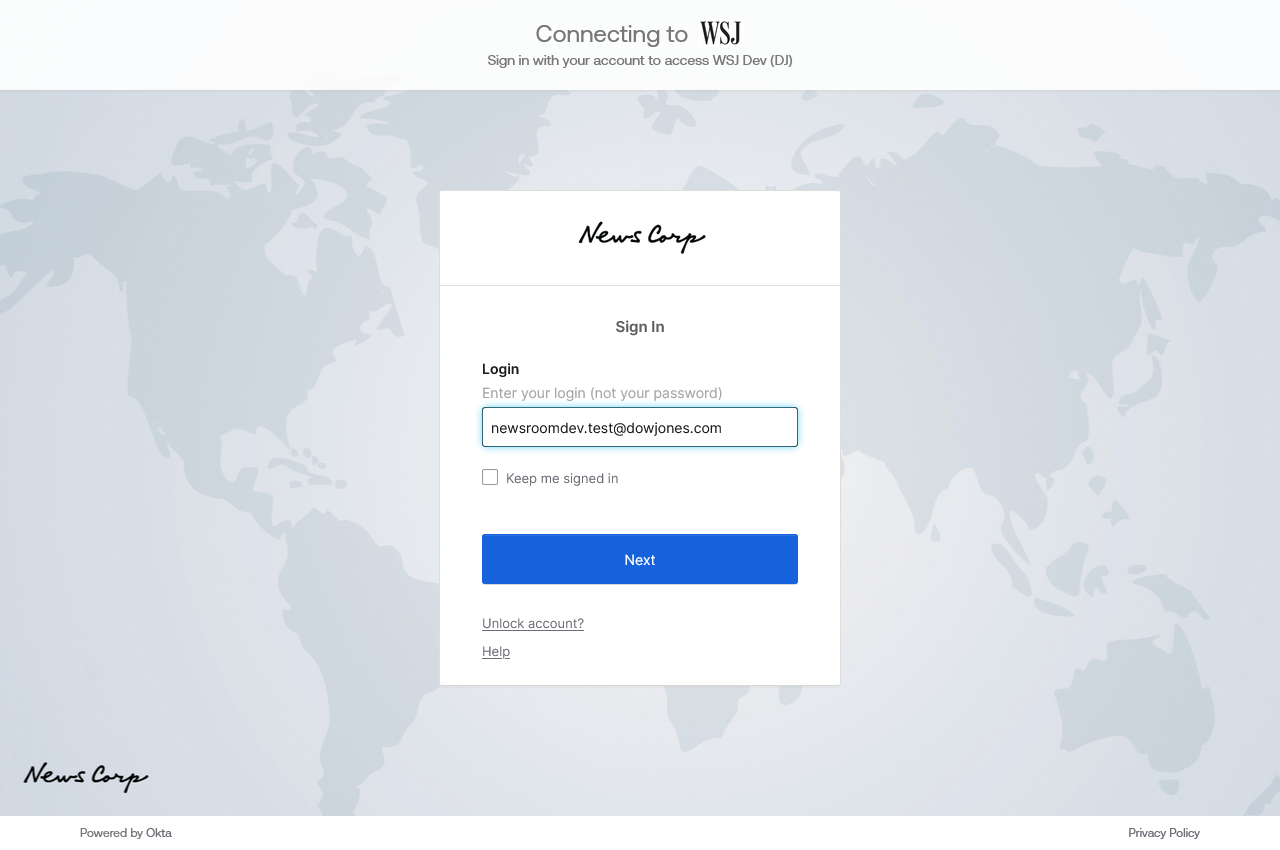 Connecting to WSJ
Sign in with your account to access WSJ Dev (DJ)
News Corp
Sign In
Login
Enter your login (not your password)
newsroomdev.test@dowjones.com
Keep me signed in
Next
Unlock account?
Help
News Corp
Powered by Okta
Privacy Policy